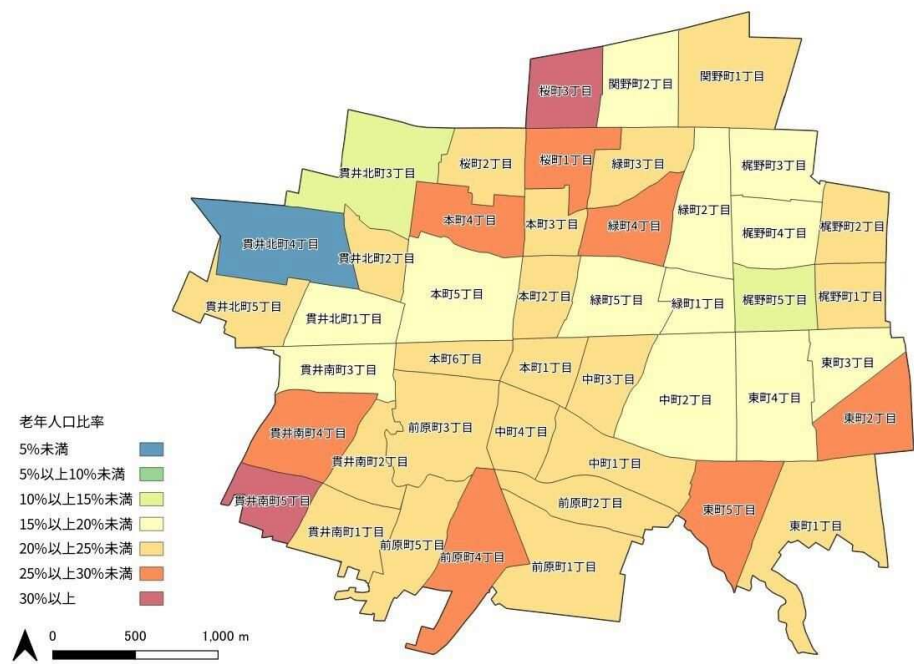 桜町3丁目
関野町2丁目
関野町1丁目
貫井北町3丁目
桜町2丁目
桜町1丁目
緑町3丁目
梶野町3丁目
本町4丁目
本町3丁目
緑町4丁目
緑町2丁目
梶野町4丁目
梶野町2丁目
貫井北町4丁目
貫井北町2丁目
貫井北町5丁目
貫井北町1丁目
本町5丁目
本町2丁目
緑町5丁目
緑町1丁目
梶野町5丁目
梶野町1丁目
貫井南町3丁目
本町6丁目
本町1丁目
中町3丁目
中町2丁目
東町4丁目
東町3丁目
東町2丁目
貫井南町4丁目
貫井南町2丁目
前原町3丁目
中町4丁目
中町1丁目
貫井南町5丁目
貫井南町1丁目
前原町5丁目
前原町4丁目
前原町2丁目
前原町1丁目
東町5丁目
東町1丁目
老年人口比率
5%未満
5%以上10%未満
10%以上15%未満
15%以上20%未満
20%以上25%未満
25%以上30%未満
30%以上
0 500 1,000 m